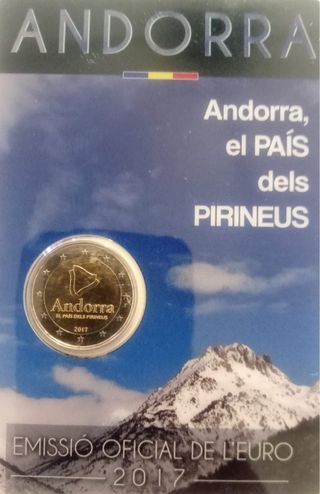 ANDORRA
Andorra,
el PAÍS
dels
PIRINEUS
Andorra
EL PAÍS DELS PIRINEUS
2017
EMISSIÓ OFICIAL DE L'EURO
2017